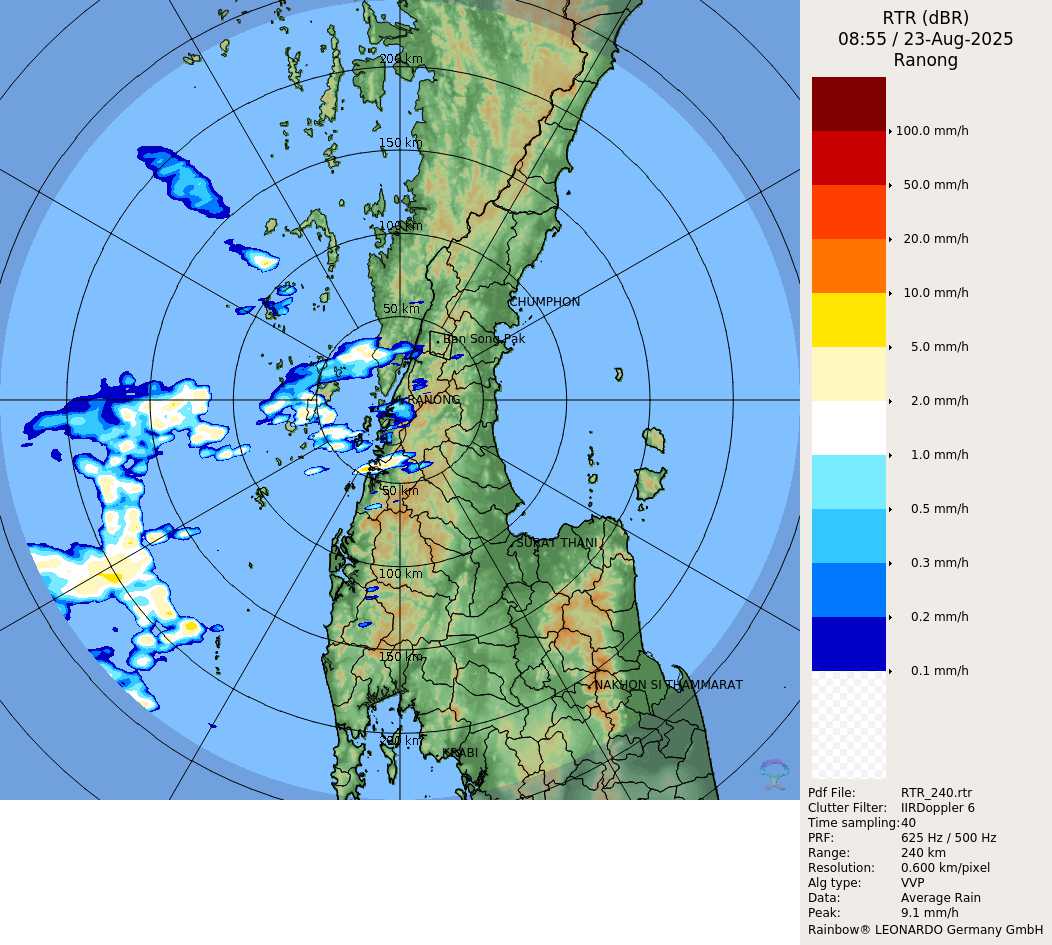 RTR (dBR)
08:55 / 23-Aug-2025
Ranong
200 km
150 km
100 km
50 km
CHUMPHON
Ban Song Pak
RANONG
50 km
SURAT THANI
100 km
150 km
NAKHON SI THAMMARAT
200 km
KRABI
100.0 mm/h
50.0 mm/h
20.0 mm/h
10.0 mm/h
5.0 mm/h
2.0 mm/h
1.0 mm/h
0.5 mm/h
0.3 mm/h
0.2 mm/h
0.1 mm/h
Pdf File: RTR_240.rtr
Clutter Filter: IIRDoppler 6
Time sampling:40
PRF: 625 Hz / 500 Hz
Range: 240 km
Resolution: 0.600 km/pixel
Alg type: VVP
Data: Average Rain
Peak: 9.1 mm/h
Rainbow® LEONARDO Germany GmbH